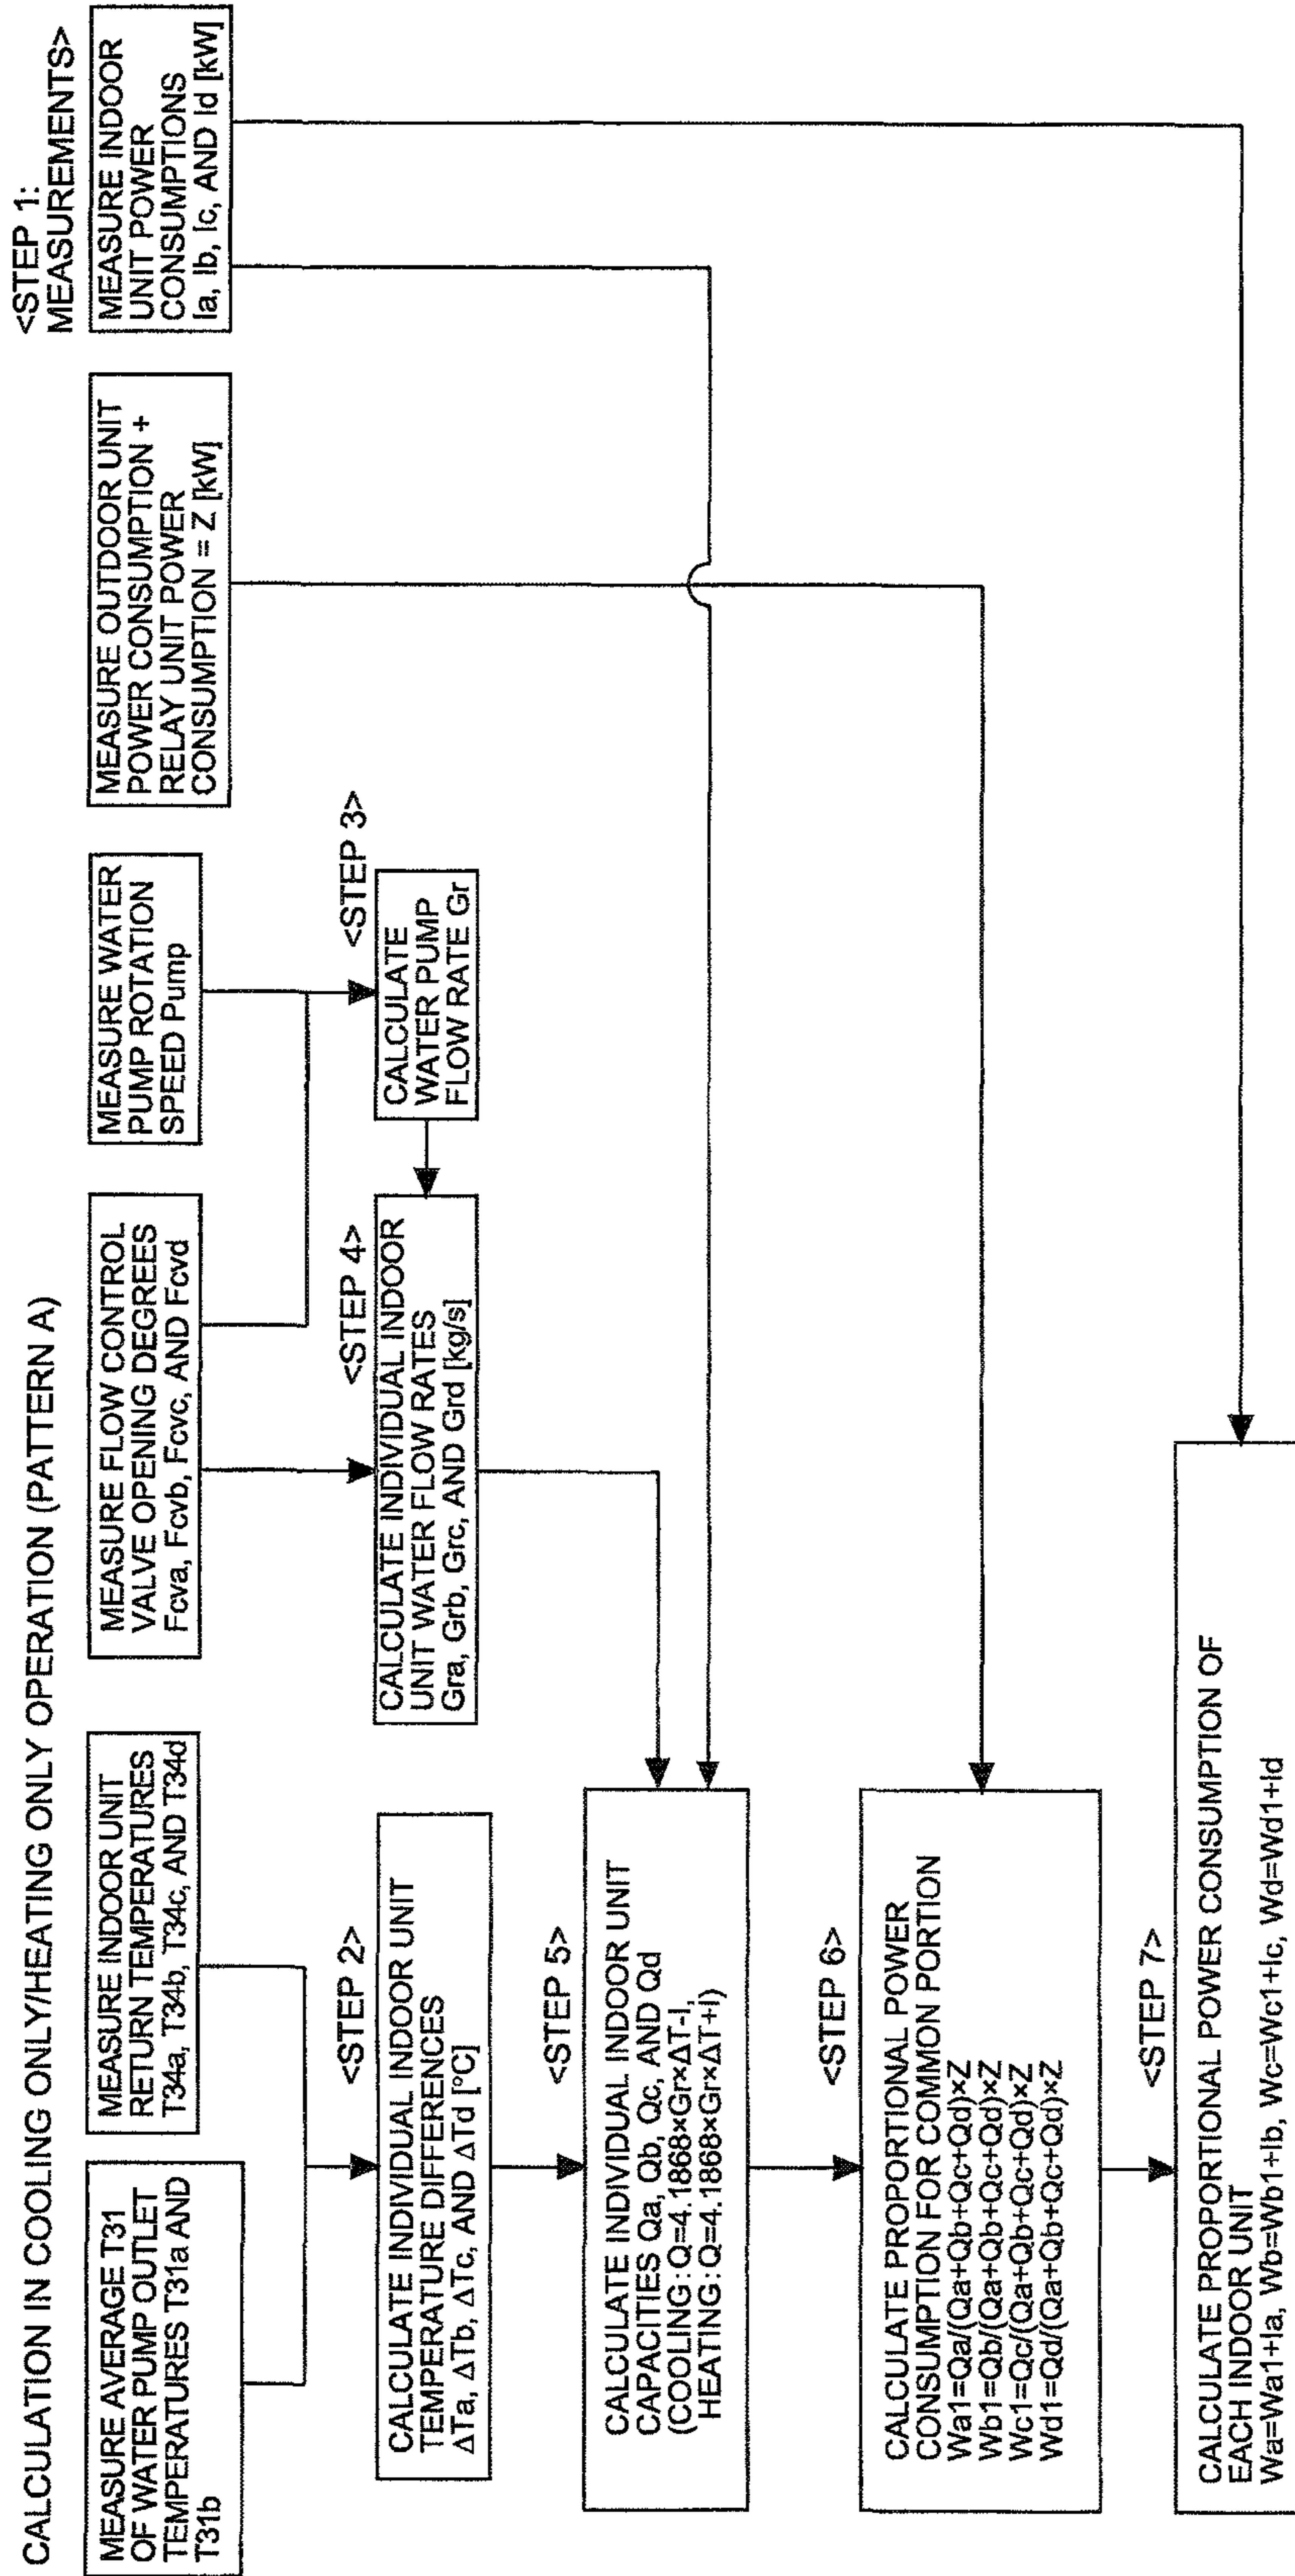 CALCULATION IN COOLING ONLY/HEATING ONLY OPERATION (PATTERN A)
<STEP 1:
MEASUREMENTS>
MEASURE AVERAGE T31
OF WATER PUMP OUTLET
TEMPERATURES T31a AND
T31b
MEASURE INDOOR UNIT
RETURN TEMPERATURES
T34a, T34b, T34c, AND T34d
MEASURE FLOW CONTROL
VALVE OPENING DEGREES
Fcva, Fcvb, Fcvc, AND Fcvd
MEASURE WATER
PUMP ROTATION
SPEED Pump
MEASURE OUTDOOR UNIT
POWER CONSUMPTION +
RELAY UNIT POWER
CONSUMPTION = Z [kW]
MEASURE INDOOR
UNIT POWER
CONSUMPTIONS
Ia, Ib, Ic, AND Id [kW]
<STEP 2>
CALCULATE INDIVIDUAL INDOOR UNIT
TEMPERATURE DIFFERENCES
ΔTa, ΔTb, ΔTc, AND ΔTd [°C]
<STEP 4>
CALCULATE INDIVIDUAL INDOOR
UNIT WATER FLOW RATES
Gra, Grb, Grc, AND Grd [kg/s]
<STEP 3>
CALCULATE
WATER PUMP
FLOW RATE Gr
<STEP 5>
CALCULATE INDIVIDUAL INDOOR UNIT
CAPACITIES Qa, Qb, Qc, AND Qd
(COOLING:Q=4.1868×Gr×ΔT-I,
HEATING:Q=4.1868×Gr×ΔT+I)
<STEP 6>
CALCULATE PROPORTIONAL POWER
CONSUMPTION FOR COMMON PORTION
Wa1=Qa/(Qa+Qb+Qc+Qd)×Z
Wb1=Qb/(Qa+Qb+Qc+Qd)×Z
Wc1=Qc/(Qa+Qb+Qc+Qd)×Z
Wd1=Qd/(Qa+Qb+Qc+Qd)×Z
<STEP 7>
CALCULATE PROPORTIONAL POWER CONSUMPTION OF
EACH INDOOR UNIT
Wa=Wa1+Ia, Wb=Wb1+Ib, Wc=Wc1+Ic, Wd=Wd1+Id